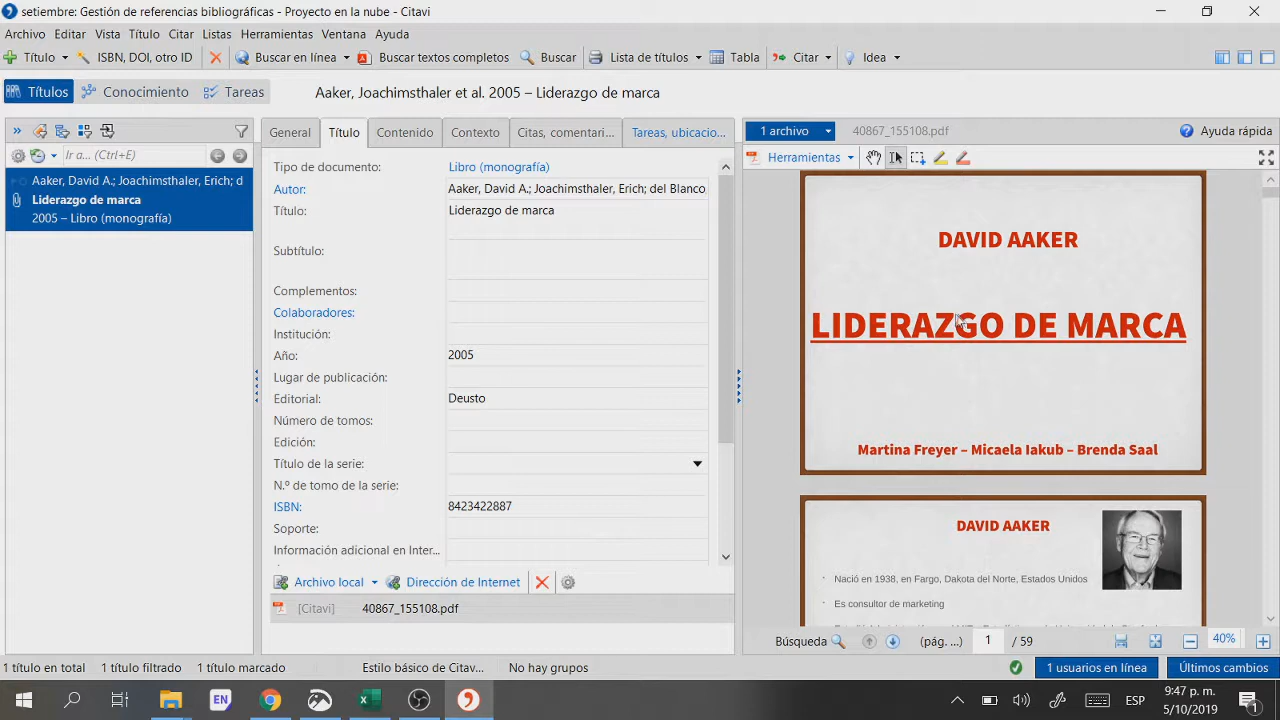 setiembre: Gestión de referencias bibliográficas - Proyecto en la nube - Citavi
Archivo Editar Vista Título Citar Listas Herramientas Ventana Ayuda
Título ISBN, DOI, otro ID Buscar en línea Buscar textos completos Buscar Lista de títulos Tabla Citar Idea
Títulos Conocimiento Tareas Aaker, Joachimsthaler et al. 2005 – Liderazgo de marca
General Título Contenido Contexto Citas, comentari... Tareas, ubicacio...
1 archivo 40867_155108.pdf Ayuda rápida
Ir a... (Ctrl+E)
Herramientas
Aaker, David A.; Joachimsthaler, Erich; d
Liderazgo de marca
2005 – Libro (monografía)
Tipo de documento: Libro (monografía)
Autor: Aaker, David A.; Joachimsthaler, Erich; del Blanco
Título: Liderazgo de marca
Subtítulo:
Complementos:
Colaboradores:
Institución:
Año: 2005
Lugar de publicación:
Editorial: Deusto
Número de tomos:
Edición:
Título de la serie:
N.º de tomo de la serie:
ISBN: 8423422887
Soporte:
Información adicional en Inter...
Archivo local Dirección de Internet
[Citavi] 40867_155108.pdf
DAVID AAKER
LIDERAZGO DE MARCA
Martina Freyer – Micaela Iakub – Brenda Saal
DAVID AAKER
· Nació en 1938, en Fargo, Dakota del Norte, Estados Unidos
· Es consultor de marketing
Búsqueda (pág. ...) 1 / 59 40%
1 título en total 1 título filtrado 1 título marcado Estilo básico de Citav... No hay grupos 1 usuarios en línea Últimos cambios
EN ESP 9:47 p. m.
5/10/2019 1